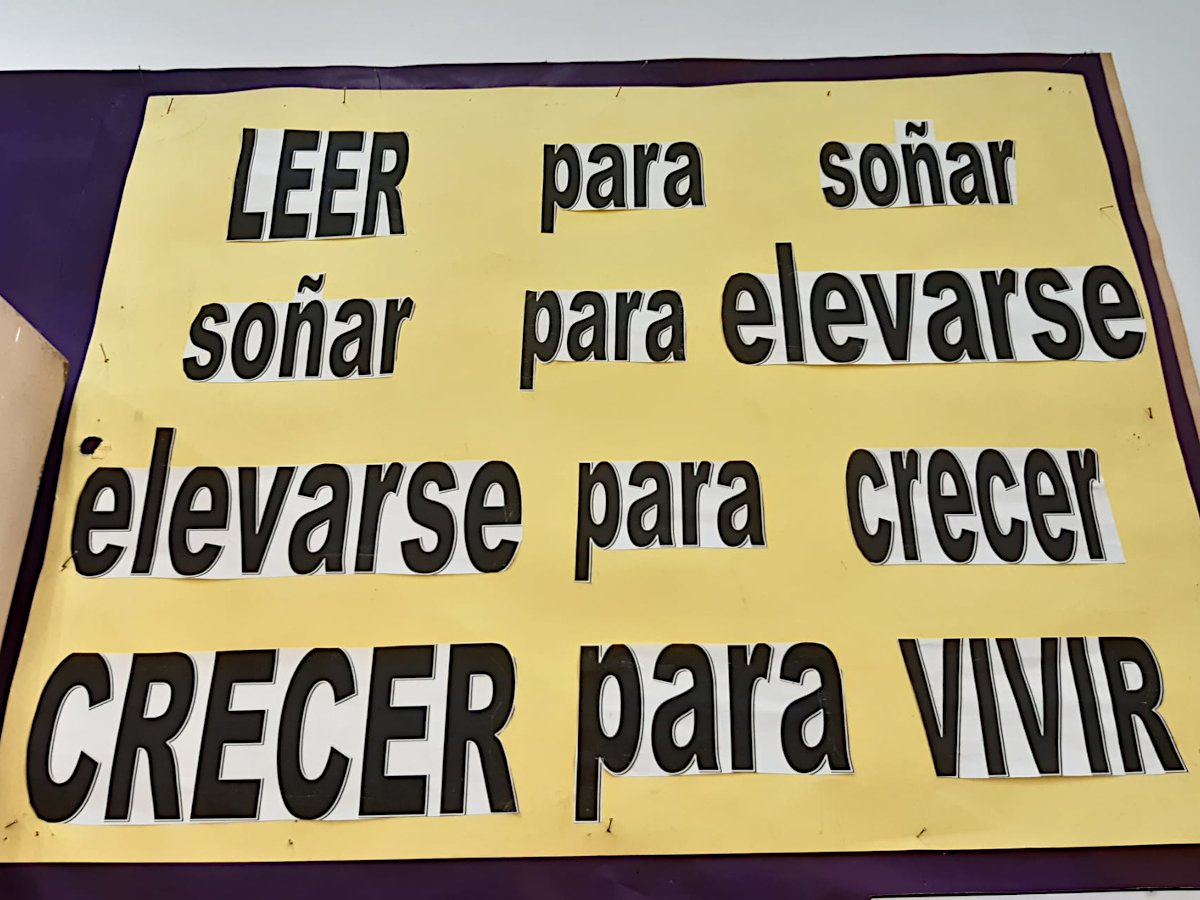 LEER para soñar
soñar para elevarse
elevarse para crecer
CRECER para VIVIR